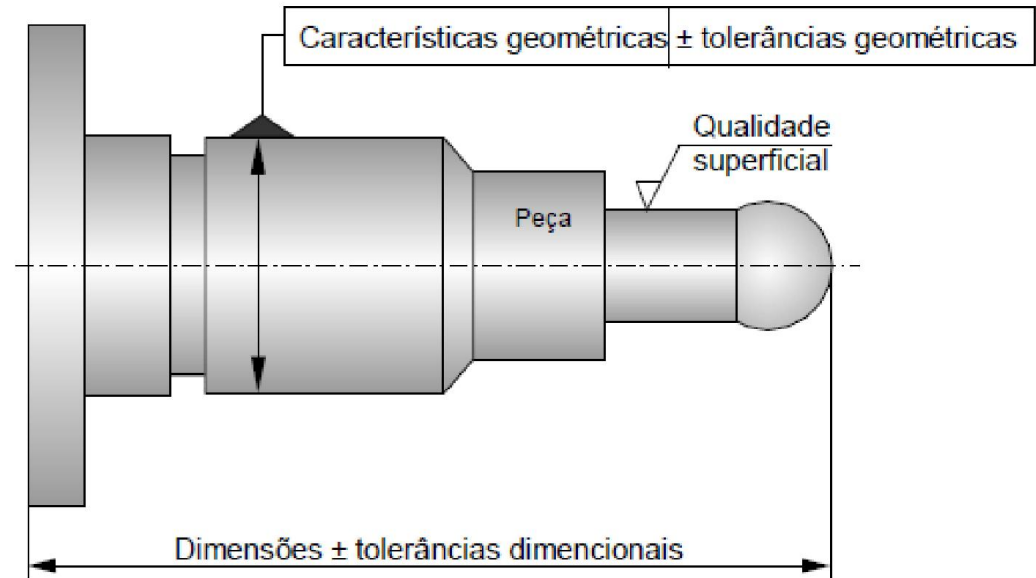 Características geométricas ± tolerâncias geométricas
Qualidade
superficial
Peça
Dimensões ± tolerâncias dimencionais